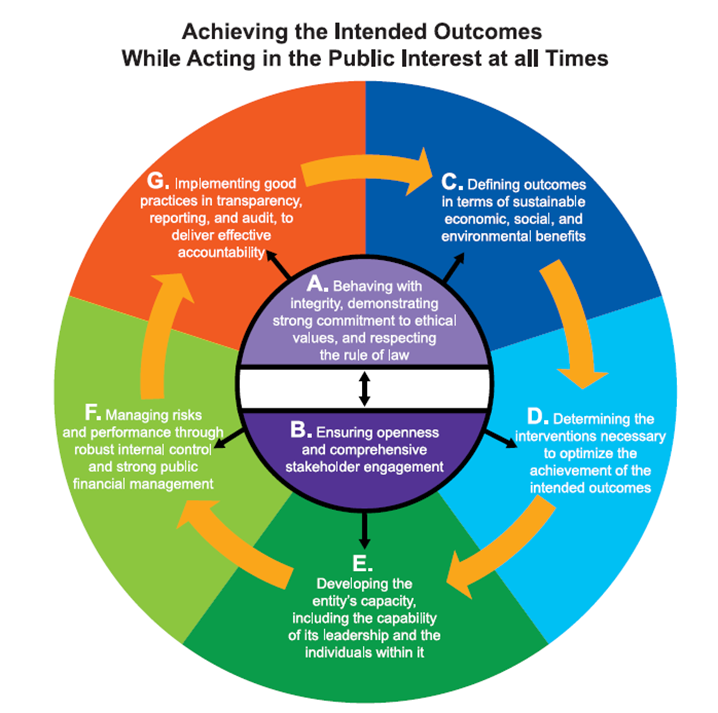 Achieving the Intended Outcomes
While Acting in the Public Interest at all Times
G. Implementing good
practices in transparency,
reporting, and audit, to
deliver effective
accountability
C. Defining outcomes
in terms of sustainable
economic, social, and
environmental benefits
A. Behaving with
integrity, demonstrating
strong commitment to ethical
values, and respecting
the rule of law
B. Ensuring openness
and comprehensive
stakeholder engagement
D. Determining the
interventions necessary
to optimize the
achievement of the
intended outcomes
F. Managing risks
and performance through
robust internal control
and strong public
financial management
E.
Developing the
entity's capacity,
including the capability
of its leadership and the
individuals within it